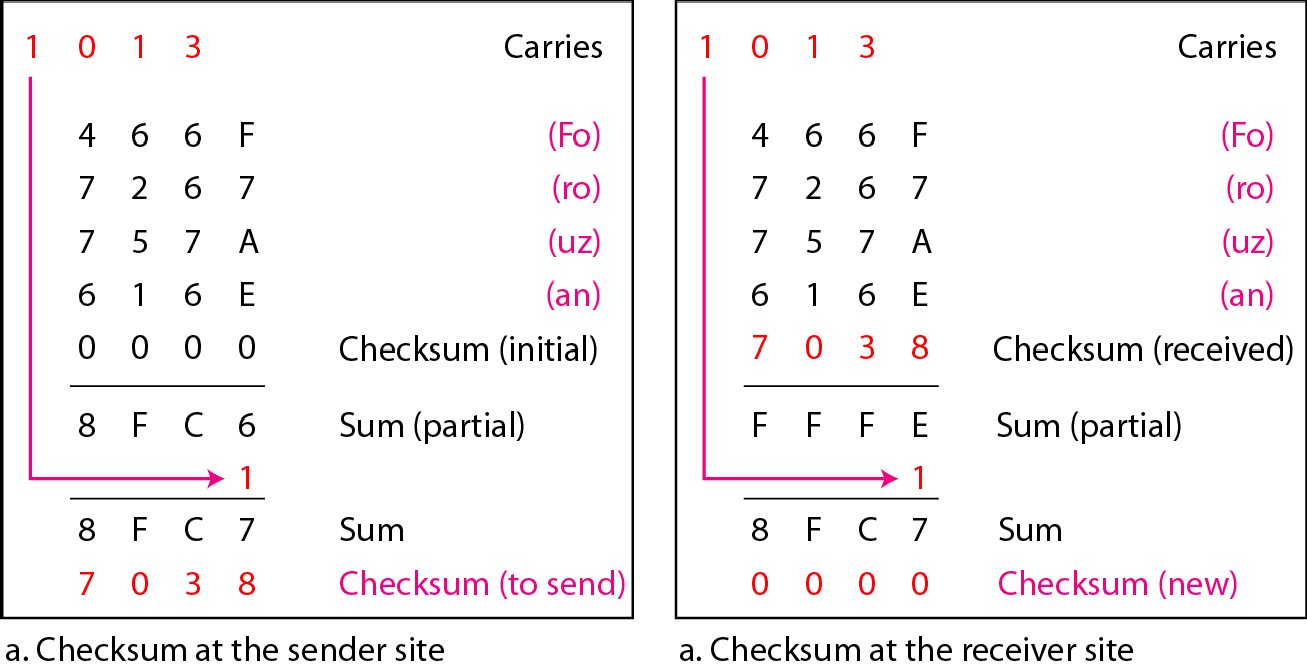 1 0 1 3 Carries
4 6 6 F (Fo)
7 2 6 7 (ro)
7 5 7 A (uz)
6 1 6 E (an)
0 0 0 0 Checksum (initial)
8 F C 6 Sum (partial)
1
8 F C 7 Sum
7 0 3 8 Checksum (to send)
a. Checksum at the sender site
1 0 1 3 Carries
4 6 6 F (Fo)
7 2 6 7 (ro)
7 5 7 A (uz)
6 1 6 E (an)
7 0 3 8 Checksum (received)
F F F E Sum (partial)
1
8 F C 7 Sum
0 0 0 0 Checksum (new)
a. Checksum at the receiver site